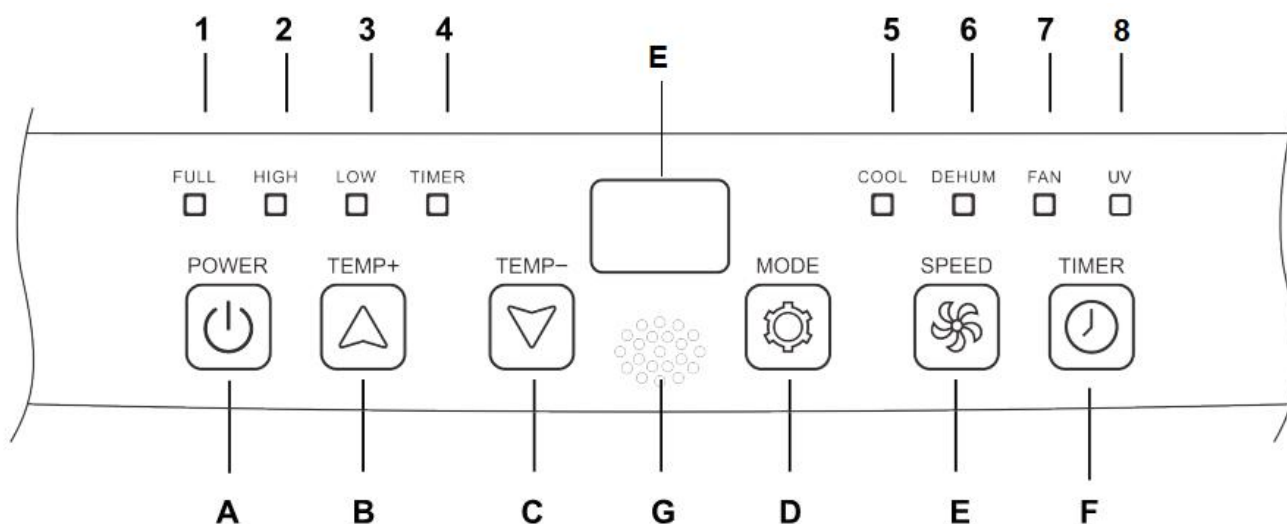 1 2 3 4 E 5 6 7 8
FULL HIGH LOW TIMER COOL DEHUM FAN UV
POWER TEMP+ TEMP– MODE SPEED TIMER
A B C G D E F